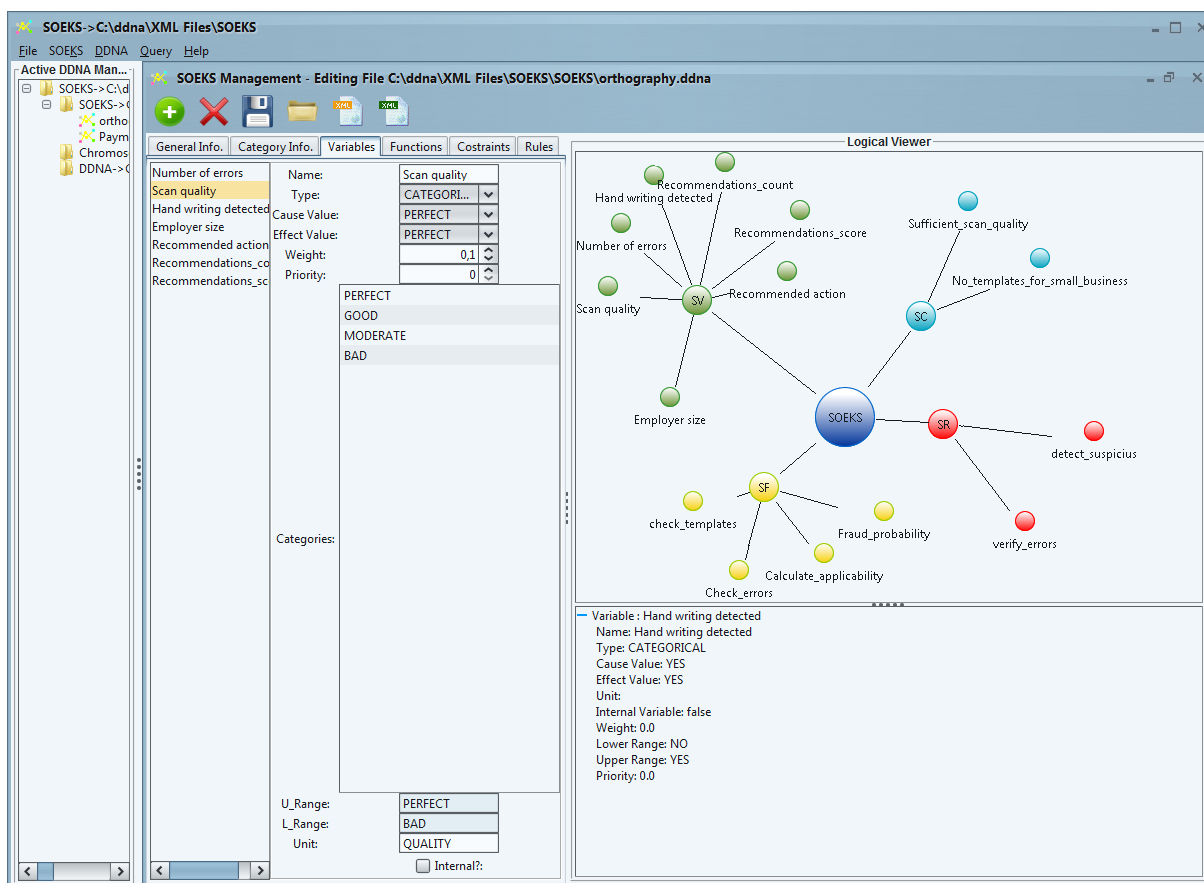 SOEKS->C:\ddna\XML Files\SOEKS
File SOEKS DDNA Query Help
Active DDNA Man...
SOEKS->C:\d
SOEKS->C
ortho
Paym
Chromos
DDNA->C
SOEKS Management - Editing File C:\ddna\XML Files\SOEKS\SOEKS\orthography.ddna
XML
XML
General Info. Category Info. Variables Functions Costraints Rules
Number of errors
Scan quality
Hand writing detected
Employer size
Recommended action
Recommendations_co
Recommendations_sc
Name: Scan quality
Type: CATEGORI...
Cause Value: PERFECT
Effect Value: PERFECT
Weight: 0,1
Priority: 0
PERFECT
GOOD
MODERATE
BAD
Categories:
U_Range: PERFECT
L_Range: BAD
Unit: QUALITY
Internal?:
Logical Viewer
Recommendations_count
Hand writing detected
Recommendations_score
Number of errors
Recommended action
Scan quality
SV
Employer size
Sufficient_scan_quality
No_templates_for_small_business
SC
SOEKS
SR
detect_suspicius
verify_errors
SF
check_templates
Fraud_probability
Calculate_applicability
Check_errors
Variable : Hand writing detected
Name: Hand writing detected
Type: CATEGORICAL
Cause Value: YES
Effect Value: YES
Unit:
Internal Variable: false
Weight: 0.0
Lower Range: NO
Upper Range: YES
Priority: 0.0